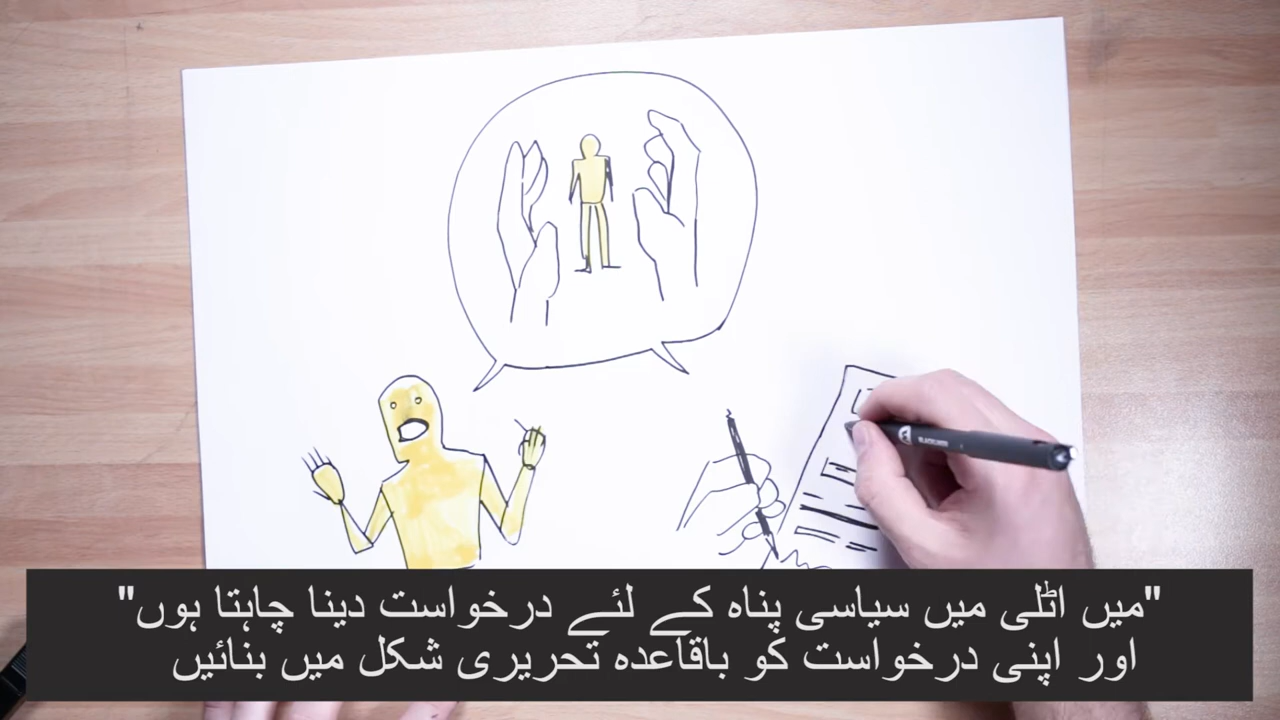 "میں اٹلی میں سیاسی پناہ کے لئے درخواست دینا چاہتا ہوں"
اور اپنی درخواست کو باقاعدہ تحریری شکل میں بنائیں